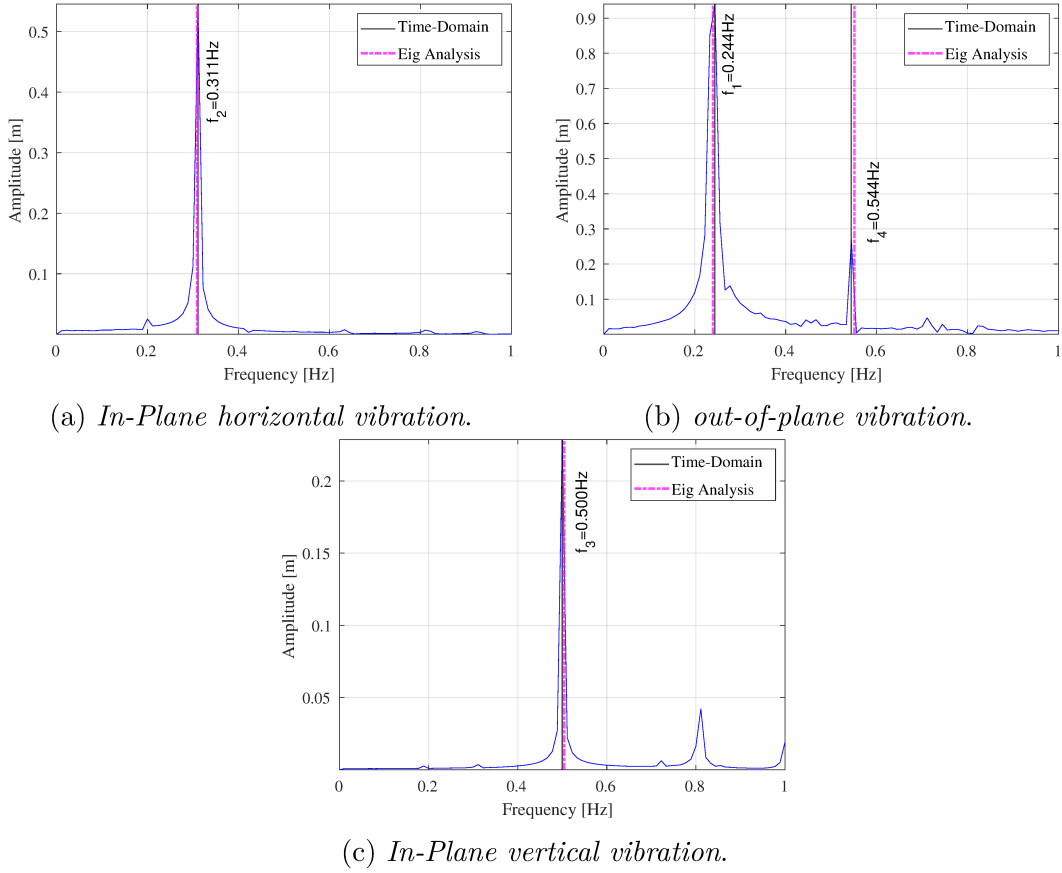 Time-Domain
Eig Analysis
f2=0.311Hz
0.5
0.4
0.3
0.2
0.1
Amplitude [m]
0 0.2 0.4 0.6 0.8 1
Frequency [Hz]
(a) In-Plane horizontal vibration.
f1=0.244Hz
Time-Domain
Eig Analysis
f4=0.544Hz
0.9
0.8
0.7
0.6
0.5
0.4
0.3
0.2
0.1
Amplitude [m]
0 0.2 0.4 0.6 0.8 1
Frequency [Hz]
(b) out-of-plane vibration.
Time-Domain
Eig Analysis
f3=0.500Hz
0.2
0.15
0.1
0.05
Amplitude [m]
0 0.2 0.4 0.6 0.8 1
Frequency [Hz]
(c) In-Plane vertical vibration.